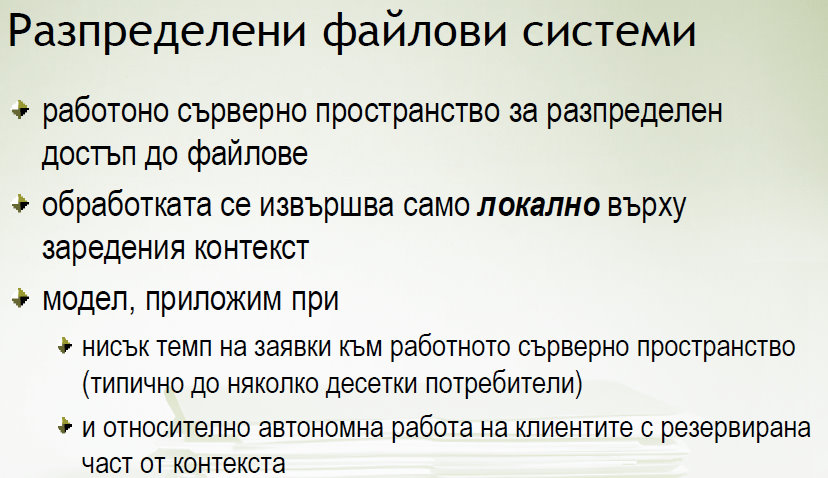 Разпределени файлови системи
работоно сърверно пространство за разпределен
достъп до файлове
обработката се извършва само локално върху
заредения контекст
модел, приложим при
нисък темп на заявки към работното сърверно пространство
(типично до няколко десетки потребители)
и относително автономна работа на клиентите с резервирана
част от контекста